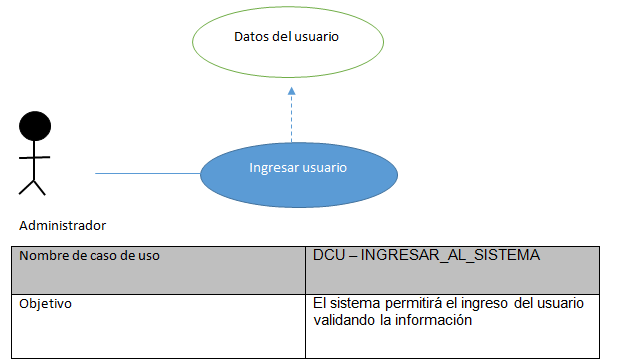 Datos del usuario
Ingresar usuario
Administrador
Nombre de caso de uso
DCU – INGRESAR_AL_SISTEMA
Objetivo
El sistema permitirá el ingreso del usuario
validando la información